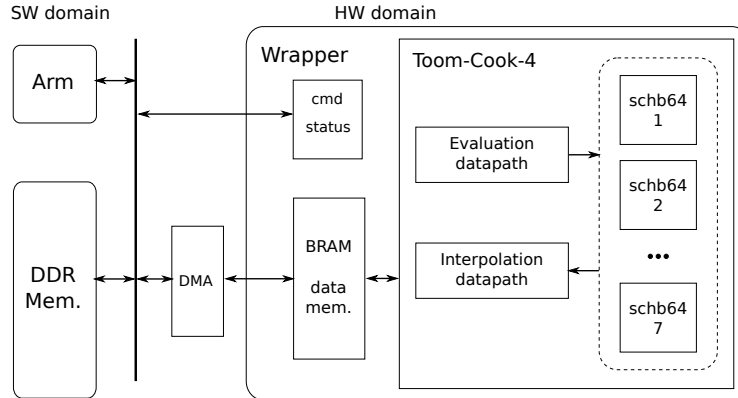 SW domain
HW domain
Arm
DDR
Mem.
DMA
Wrapper
cmd
status
BRAM
data
mem.
Toom-Cook-4
Evaluation
datapath
Interpolation
datapath
schb64
1
schb64
2
•••
schb64
7